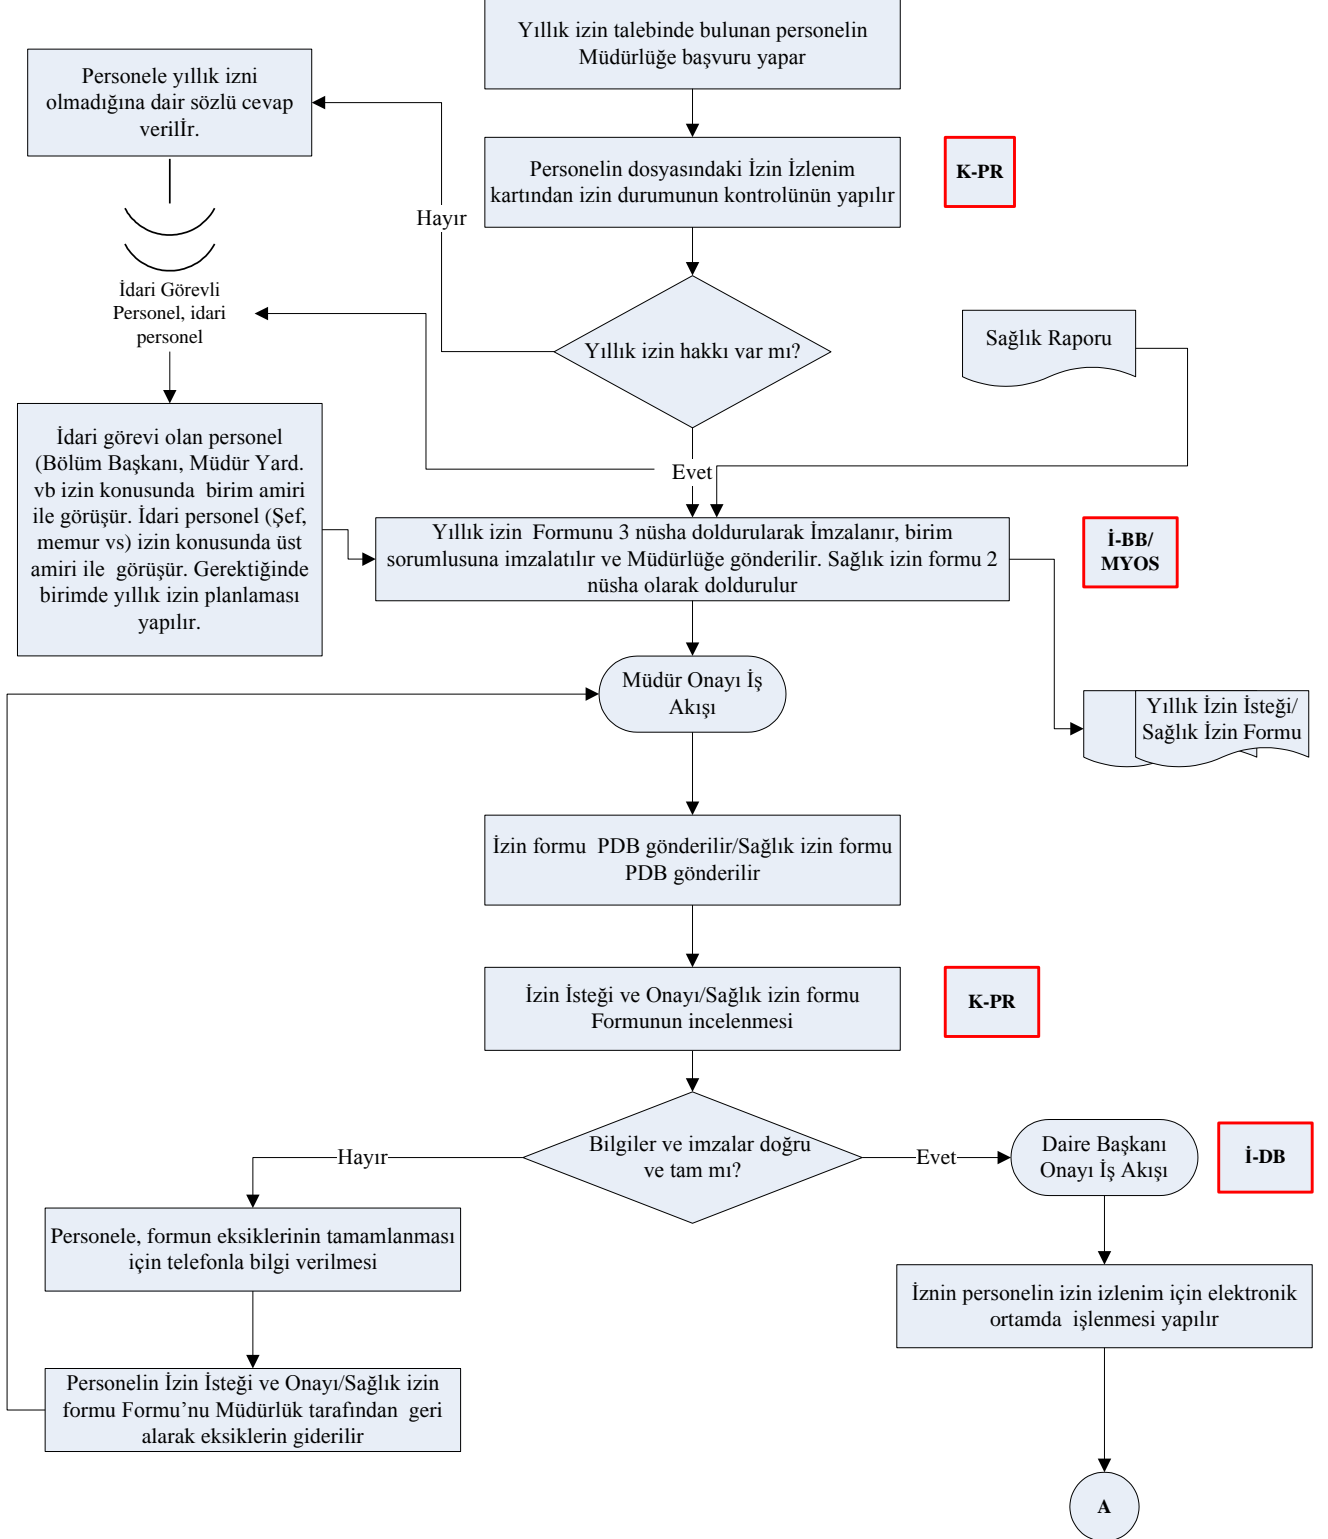 Yıllık izin talebinde bulunan personelin
Müdürlüğe başvuru yapar
Personele yıllık izni
olmadığına dair sözlü cevap
verilİr.
Personelin dosyasındaki İzin İzlenim
kartından izin durumunun kontrolünün yapılır
K-PR
Hayır
İdari Görevli
Personel, idari
personel
Yıllık izin hakkı var mı?
Sağlık Raporu
Evet
İdari görevi olan personel
(Bölüm Başkanı, Müdür Yard.
vb izin konusunda birim amiri
ile görüşür. İdari personel (Şef,
memur vs) izin konusunda üst
amiri ile görüşür. Gerektiğinde
birimde yıllık izin planlaması
yapılır.
Yıllık izin Formunu 3 nüsha doldurularak İmzalanır, birim
sorumlusuna imzalatılır ve Müdürlüğe gönderilir. Sağlık izin formu 2
nüsha olarak doldurulur
İ-BB/
MYOS
Müdür Onayı İş
Akışı
Yıllık İzin İsteği/
Sağlık İzin Formu
İzin formu PDB gönderilir/Sağlık izin formu
PDB gönderilir
İzin İsteği ve Onayı/Sağlık izin formu
Formunun incelenmesi
K-PR
Bilgiler ve imzalar doğru
ve tam mı?
Hayır
Evet
Daire Başkanı
Onayı İş Akışı
İ-DB
Personele, formun eksiklerinin tamamlanması
için telefonla bilgi verilmesi
İznin personelin izin izlenim için elektronik
ortamda işlenmesi yapılır
Personelin İzin İsteği ve Onayı/Sağlık izin
formu Formu’nu Müdürlük tarafından geri
alarak eksiklerin giderilir
A